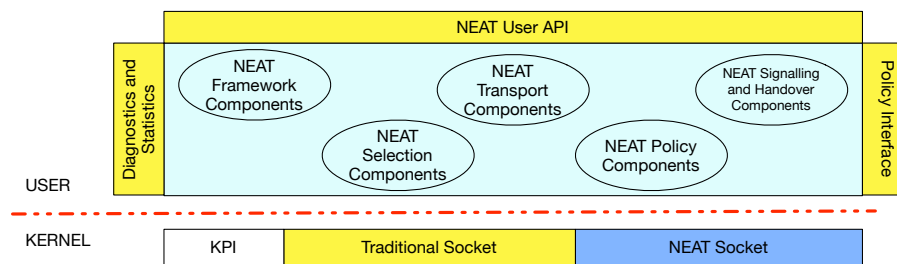 NEAT User API
Diagnostics and
Statistics
NEAT
Framework
Components
NEAT
Transport
Components
NEAT Signalling
and Handover
Components
NEAT
Selection
Components
NEAT Policy
Components
Policy Interface
USER
KERNEL
KPI
Traditional Socket
NEAT Socket